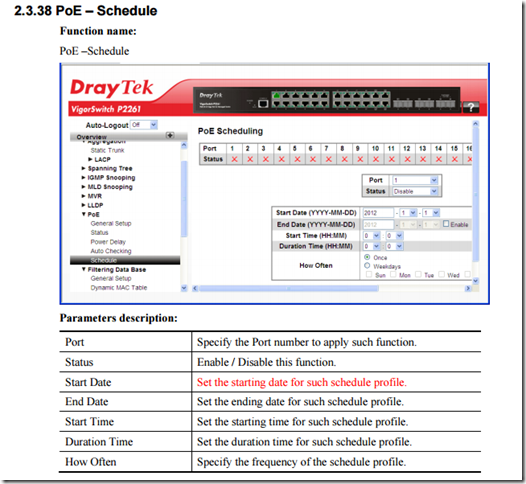 2.3.38 PoE – Schedule
Function name:
PoE –Schedule
DrayTek
VigorSwitch P2261
DrayTek
Auto-Logout Off
Overview
Aggregation
Static Trunk
LACP
Spanning Tree
IGMP Snooping
MLD Snooping
MVR
LLDP
PoE
General Setup
Status
Power Delay
Auto Checking
Schedule
Filtering Data Base
General Setup
Dynamic MAC Table
PoE Scheduling
Port 1 2 3 4 5 6 7 8 9 10 11 12 13 14 15 16
Status
Port 1
Status Disable
Start Date (YYYY-MM-DD) 2012 - 1 - 1
End Date (YYYY-MM-DD) 2012 - 1 - 1 Enable
Start Time (HH:MM) 0 0
Duration Time (HH:MM) 0 0
How Often
Once
Weekdays
Sun Mon Tue Wed
Parameters description:
Port Specify the Port number to apply such function.
Status Enable / Disable this function.
Start Date Set the starting date for such schedule profile.
End Date Set the ending date for such schedule profile.
Start Time Set the starting time for such schedule profile.
Duration Time Set the duration time for such schedule profile.
How Often Specify the frequency of the schedule profile.